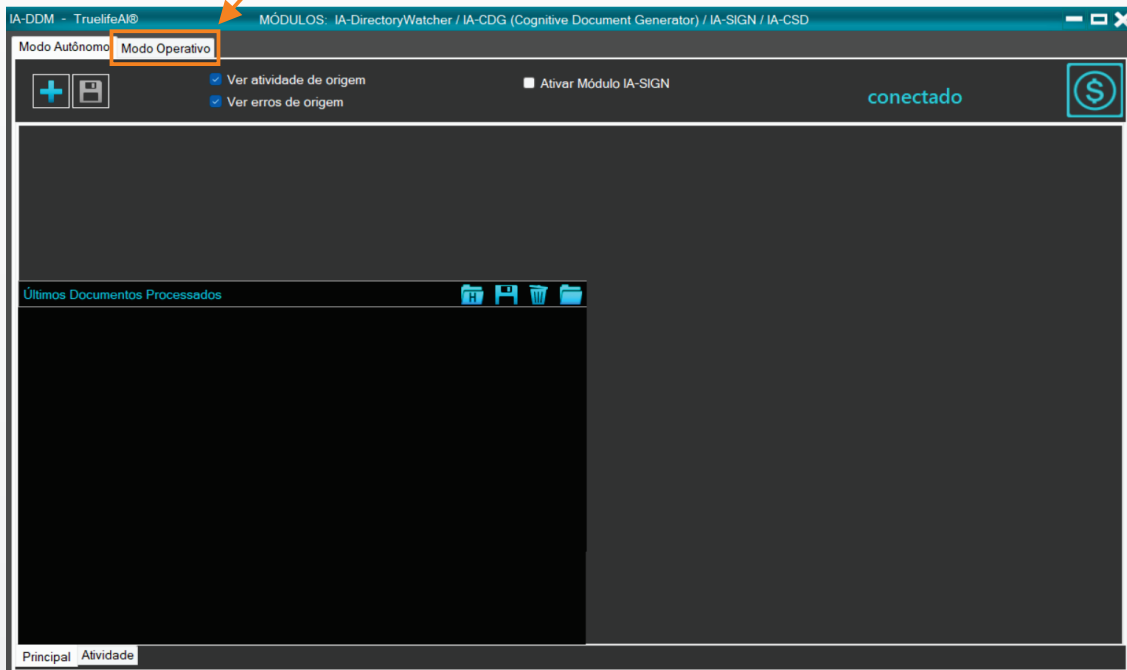 IA-DDM - TruelifeAI® MÓDULOS: IA-DirectoryWatcher / IA-CDG (Cognitive Document Generator) / IA-SIGN / IA-CSD
Modo Autônomo Modo Operativo
Ver atividade de origem
Ver erros de origem
Ativar Módulo IA-SIGN
conectado
$
Últimos Documentos Processados
H
Principal Atividade